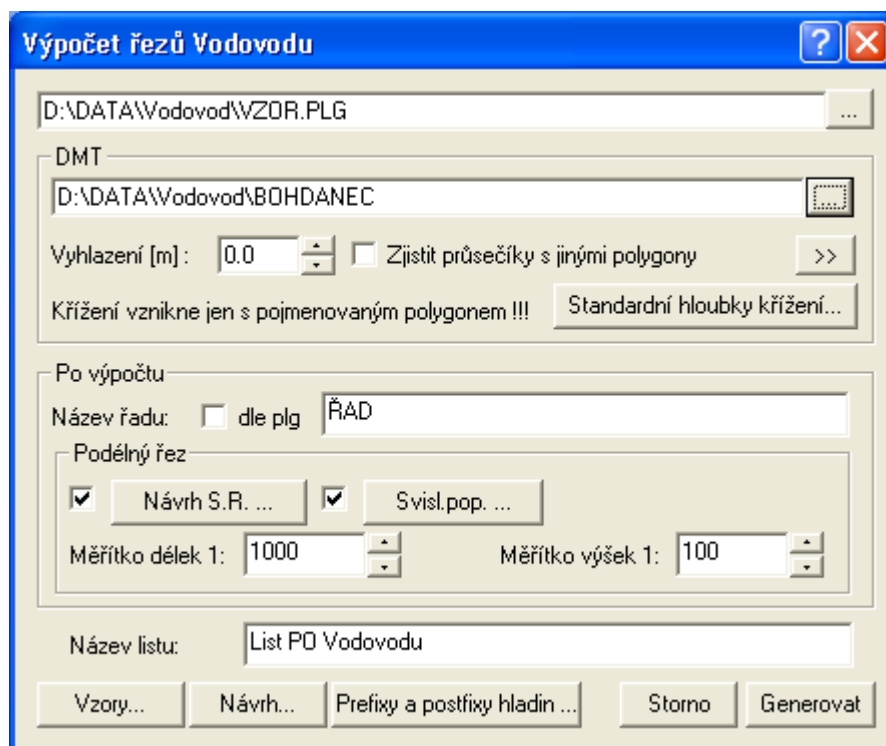 Výpočet řezů Vodovodu
D:\DATA\Vodovod\VZOR.PLG ...
DMT
D:\DATA\Vodovod\BOHDANEC ...
Vyhlazení [m] : 0.0 Zjistit průsečíky s jinými polygony >>
Křížení vznikne jen s pojmenovaným polygonem !!! Standardní hloubky křížení...
Po výpočtu
Název řadu: dle plg ŘAD
Podélný řez
Návrh S.R. ... Svisl.pop. ...
Měřítko délek 1: 1000 Měřítko výšek 1: 100
Název listu: List PO Vodovodu
Vzory... Návrh... Prefixy a postfixy hladin ... Storno Generovat